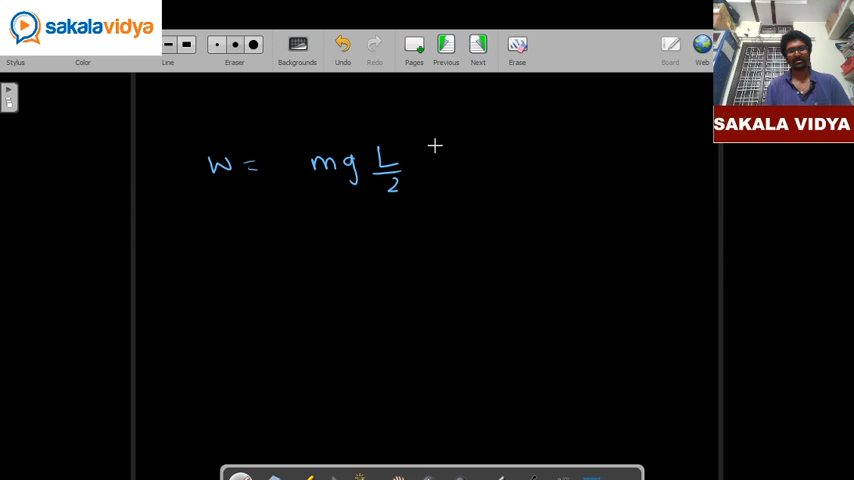 sakalavidya
Stylus Color Line Eraser Backgrounds Undo Redo Pages Previous Next Erase Board Web
SAKALA VIDYA
W = mg L/2